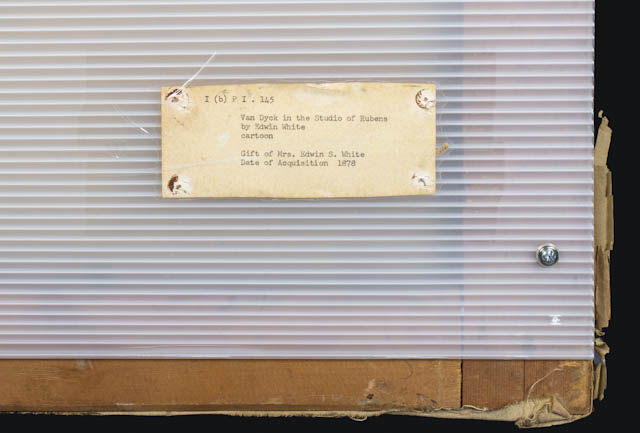 I (b) P I . 145
Van Dyck in the Studio of Rubens
by Edwin White
cartoon
Gift of Mrs. Edwin S. White
Date of Acquisition 1878